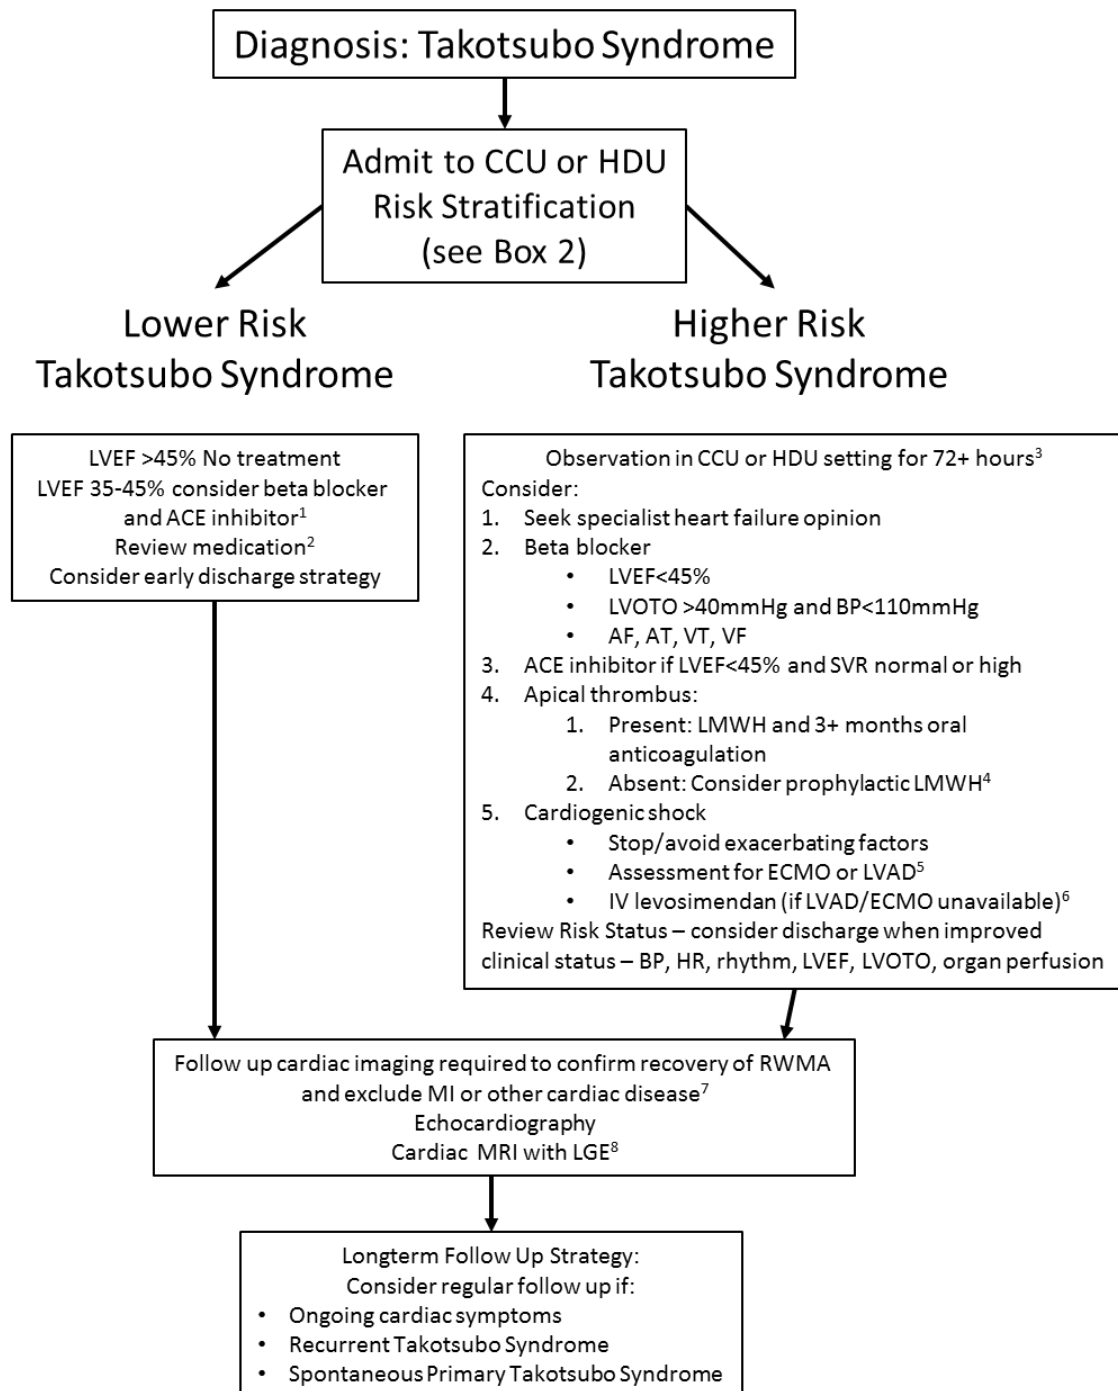 Diagnosis: Takotsubo Syndrome
Admit to CCU or HDU
Risk Stratification
(see Box 2)
Lower Risk
Takotsubo Syndrome
Higher Risk
Takotsubo Syndrome
LVEF >45% No treatment
LVEF 35-45% consider beta blocker
and ACE inhibitor¹
Review medication²
Consider early discharge strategy
Observation in CCU or HDU setting for 72+ hours³
Consider:
1. Seek specialist heart failure opinion
2. Beta blocker
• LVEF<45%
• LVOTO >40mmHg and BP<110mmHg
• AF, AT, VT, VF
3. ACE inhibitor if LVEF<45% and SVR normal or high
4. Apical thrombus:
1. Present: LMWH and 3+ months oral
anticoagulation
2. Absent: Consider prophylactic LMWH⁴
5. Cardiogenic shock
• Stop/avoid exacerbating factors
• Assessment for ECMO or LVAD⁵
• IV levosimendan (if LVAD/ECMO unavailable)⁶
Review Risk Status – consider discharge when improved
clinical status – BP, HR, rhythm, LVEF, LVOTO, organ perfusion
Follow up cardiac imaging required to confirm recovery of RWMA
and exclude MI or other cardiac disease⁷
Echocardiography
Cardiac MRI with LGE⁸
Longterm Follow Up Strategy:
Consider regular follow up if:
• Ongoing cardiac symptoms
• Recurrent Takotsubo Syndrome
• Spontaneous Primary Takotsubo Syndrome